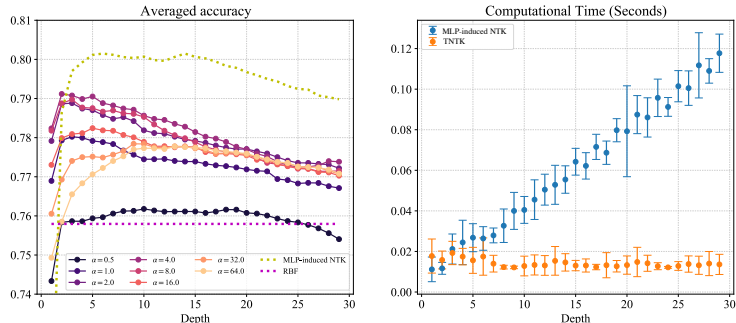 Averaged accuracy
0.81
0.80
0.79
0.78
0.77
0.76
0.75
0.74
0 5 10 15 20 25 30
Depth
α = 0.5
α = 1.0
α = 2.0
α = 4.0
α = 8.0
α = 16.0
α = 32.0
α = 64.0
MLP-induced NTK
RBF
Computational Time (Seconds)
MLP-induced NTK
TNTK
0.12
0.10
0.08
0.06
0.04
0.02
0.00
0 5 10 15 20 25 30
Depth